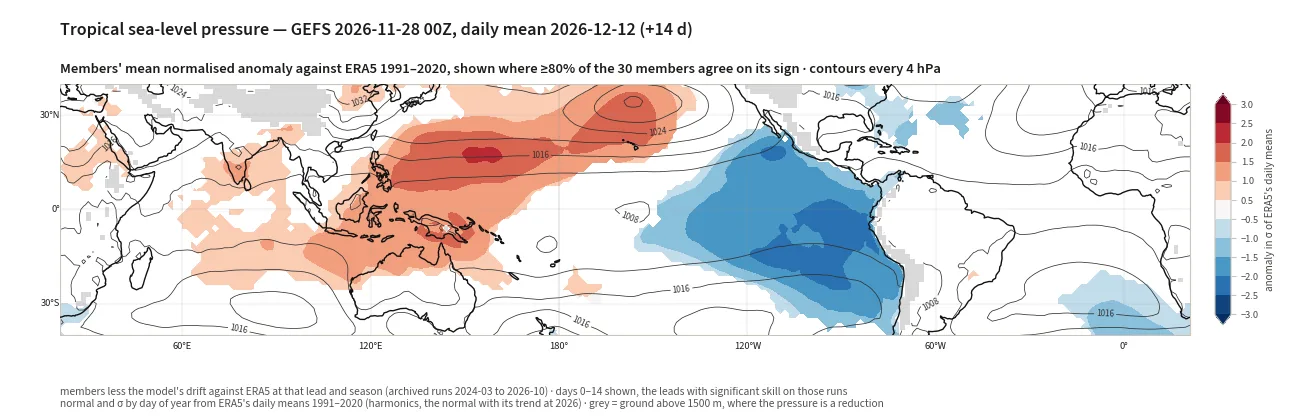 Tropical sea-level pressure — GEFS 2026-11-28 00Z, daily mean 2026-12-12 (+14 d)
Members' mean normalised anomaly against ERA5 1991–2020, shown where ≥80% of the 30 members agree on its sign · contours every 4 hPa
30°N
0°
30°S
60°E
120°E
180°
120°W
60°W
0°
1024
1032
1016
1024
1016
1016
1016
1008
1016
1016
1016
1008
1016
3.0
2.5
2.0
1.5
1.0
0.5
−0.5
−1.0
−1.5
−2.0
−2.5
−3.0
anomaly in σ of ERA5's daily means
members less the model's drift against ERA5 at that lead and season (archived runs 2024-03 to 2026-10) · days 0–14 shown, the leads with significant skill on those runs
normal and σ by day of year from ERA5's daily means 1991–2020 (harmonics, the normal with its trend at 2026) · grey = ground above 1500 m, where the pressure is a reduction